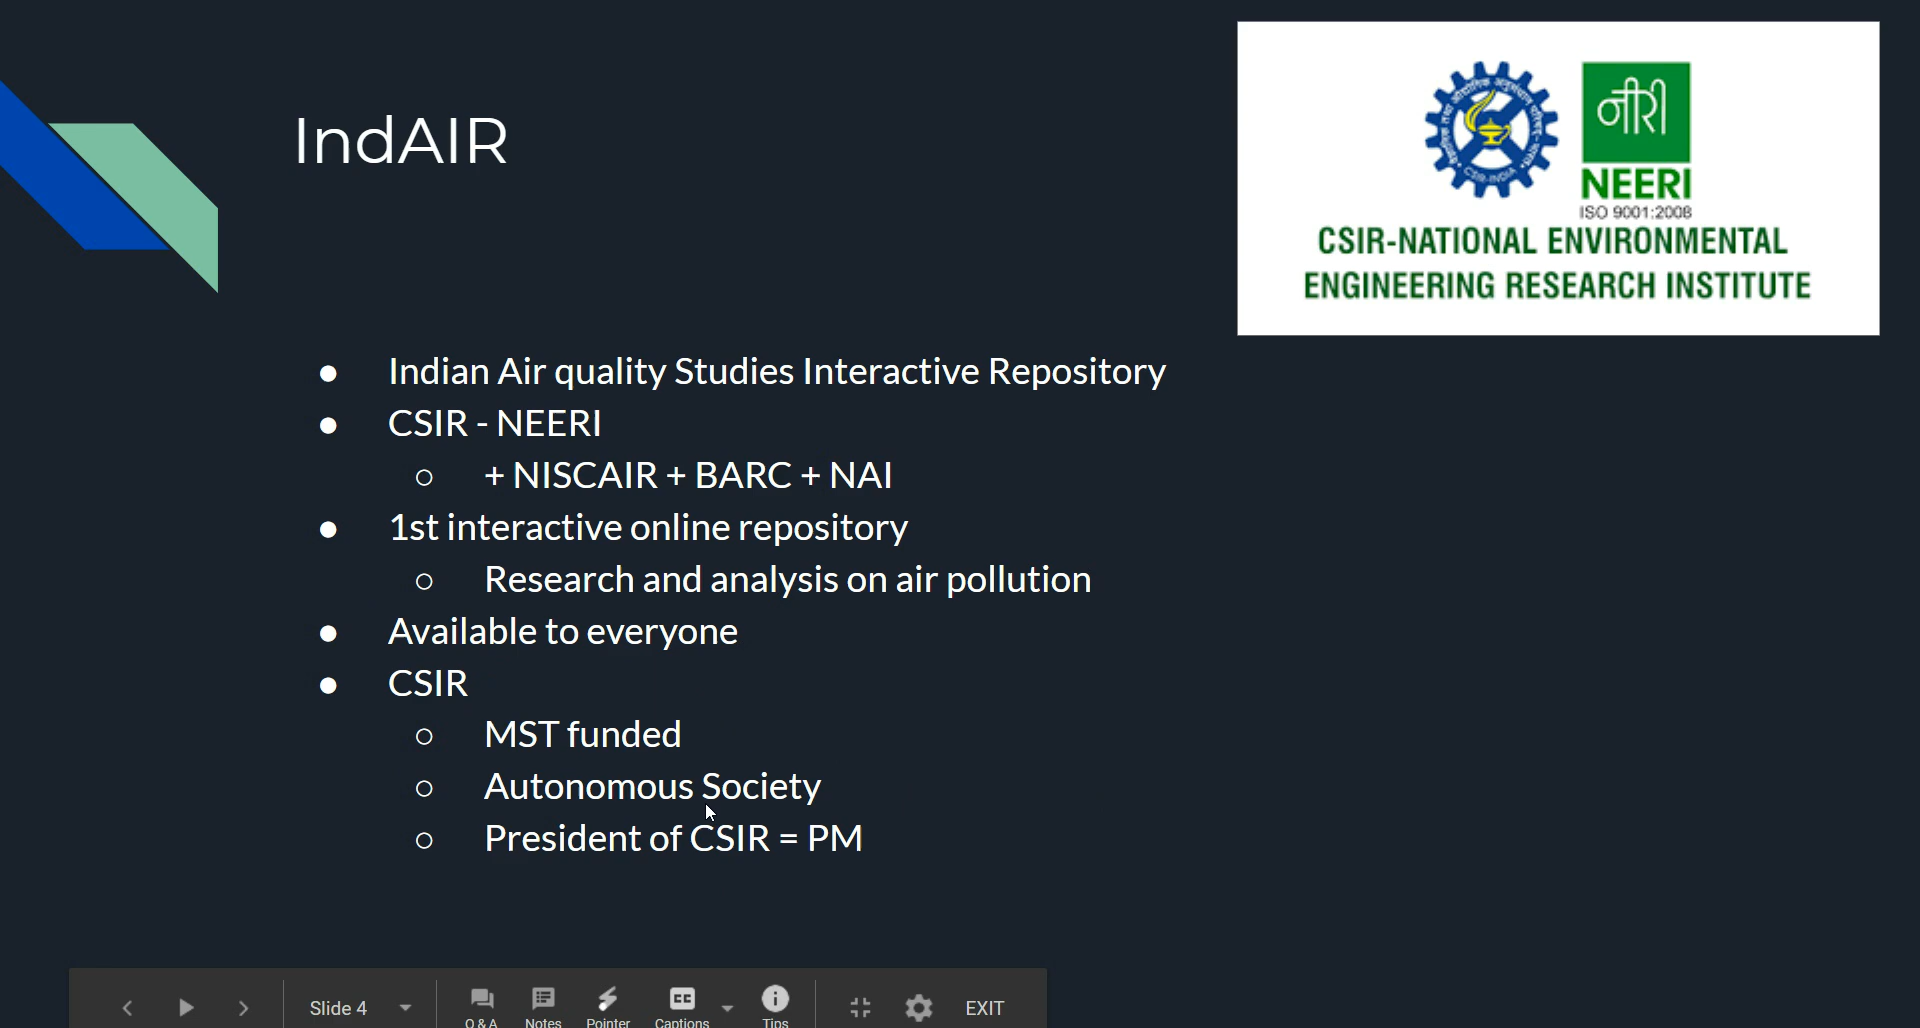 IndAIR
नीरी
NEERI
ISO 9001:2008
CSIR-INDIA
CSIR-NATIONAL ENVIRONMENTAL
ENGINEERING RESEARCH INSTITUTE
● Indian Air quality Studies Interactive Repository
● CSIR - NEERI
○ + NISCAIR + BARC + NAI
● 1st interactive online repository
○ Research and analysis on air pollution
● Available to everyone
● CSIR
○ MST funded
○ Autonomous Society
○ President of CSIR = PM
Slide 4
Q & A Notes Pointer Captions Tips
EXIT